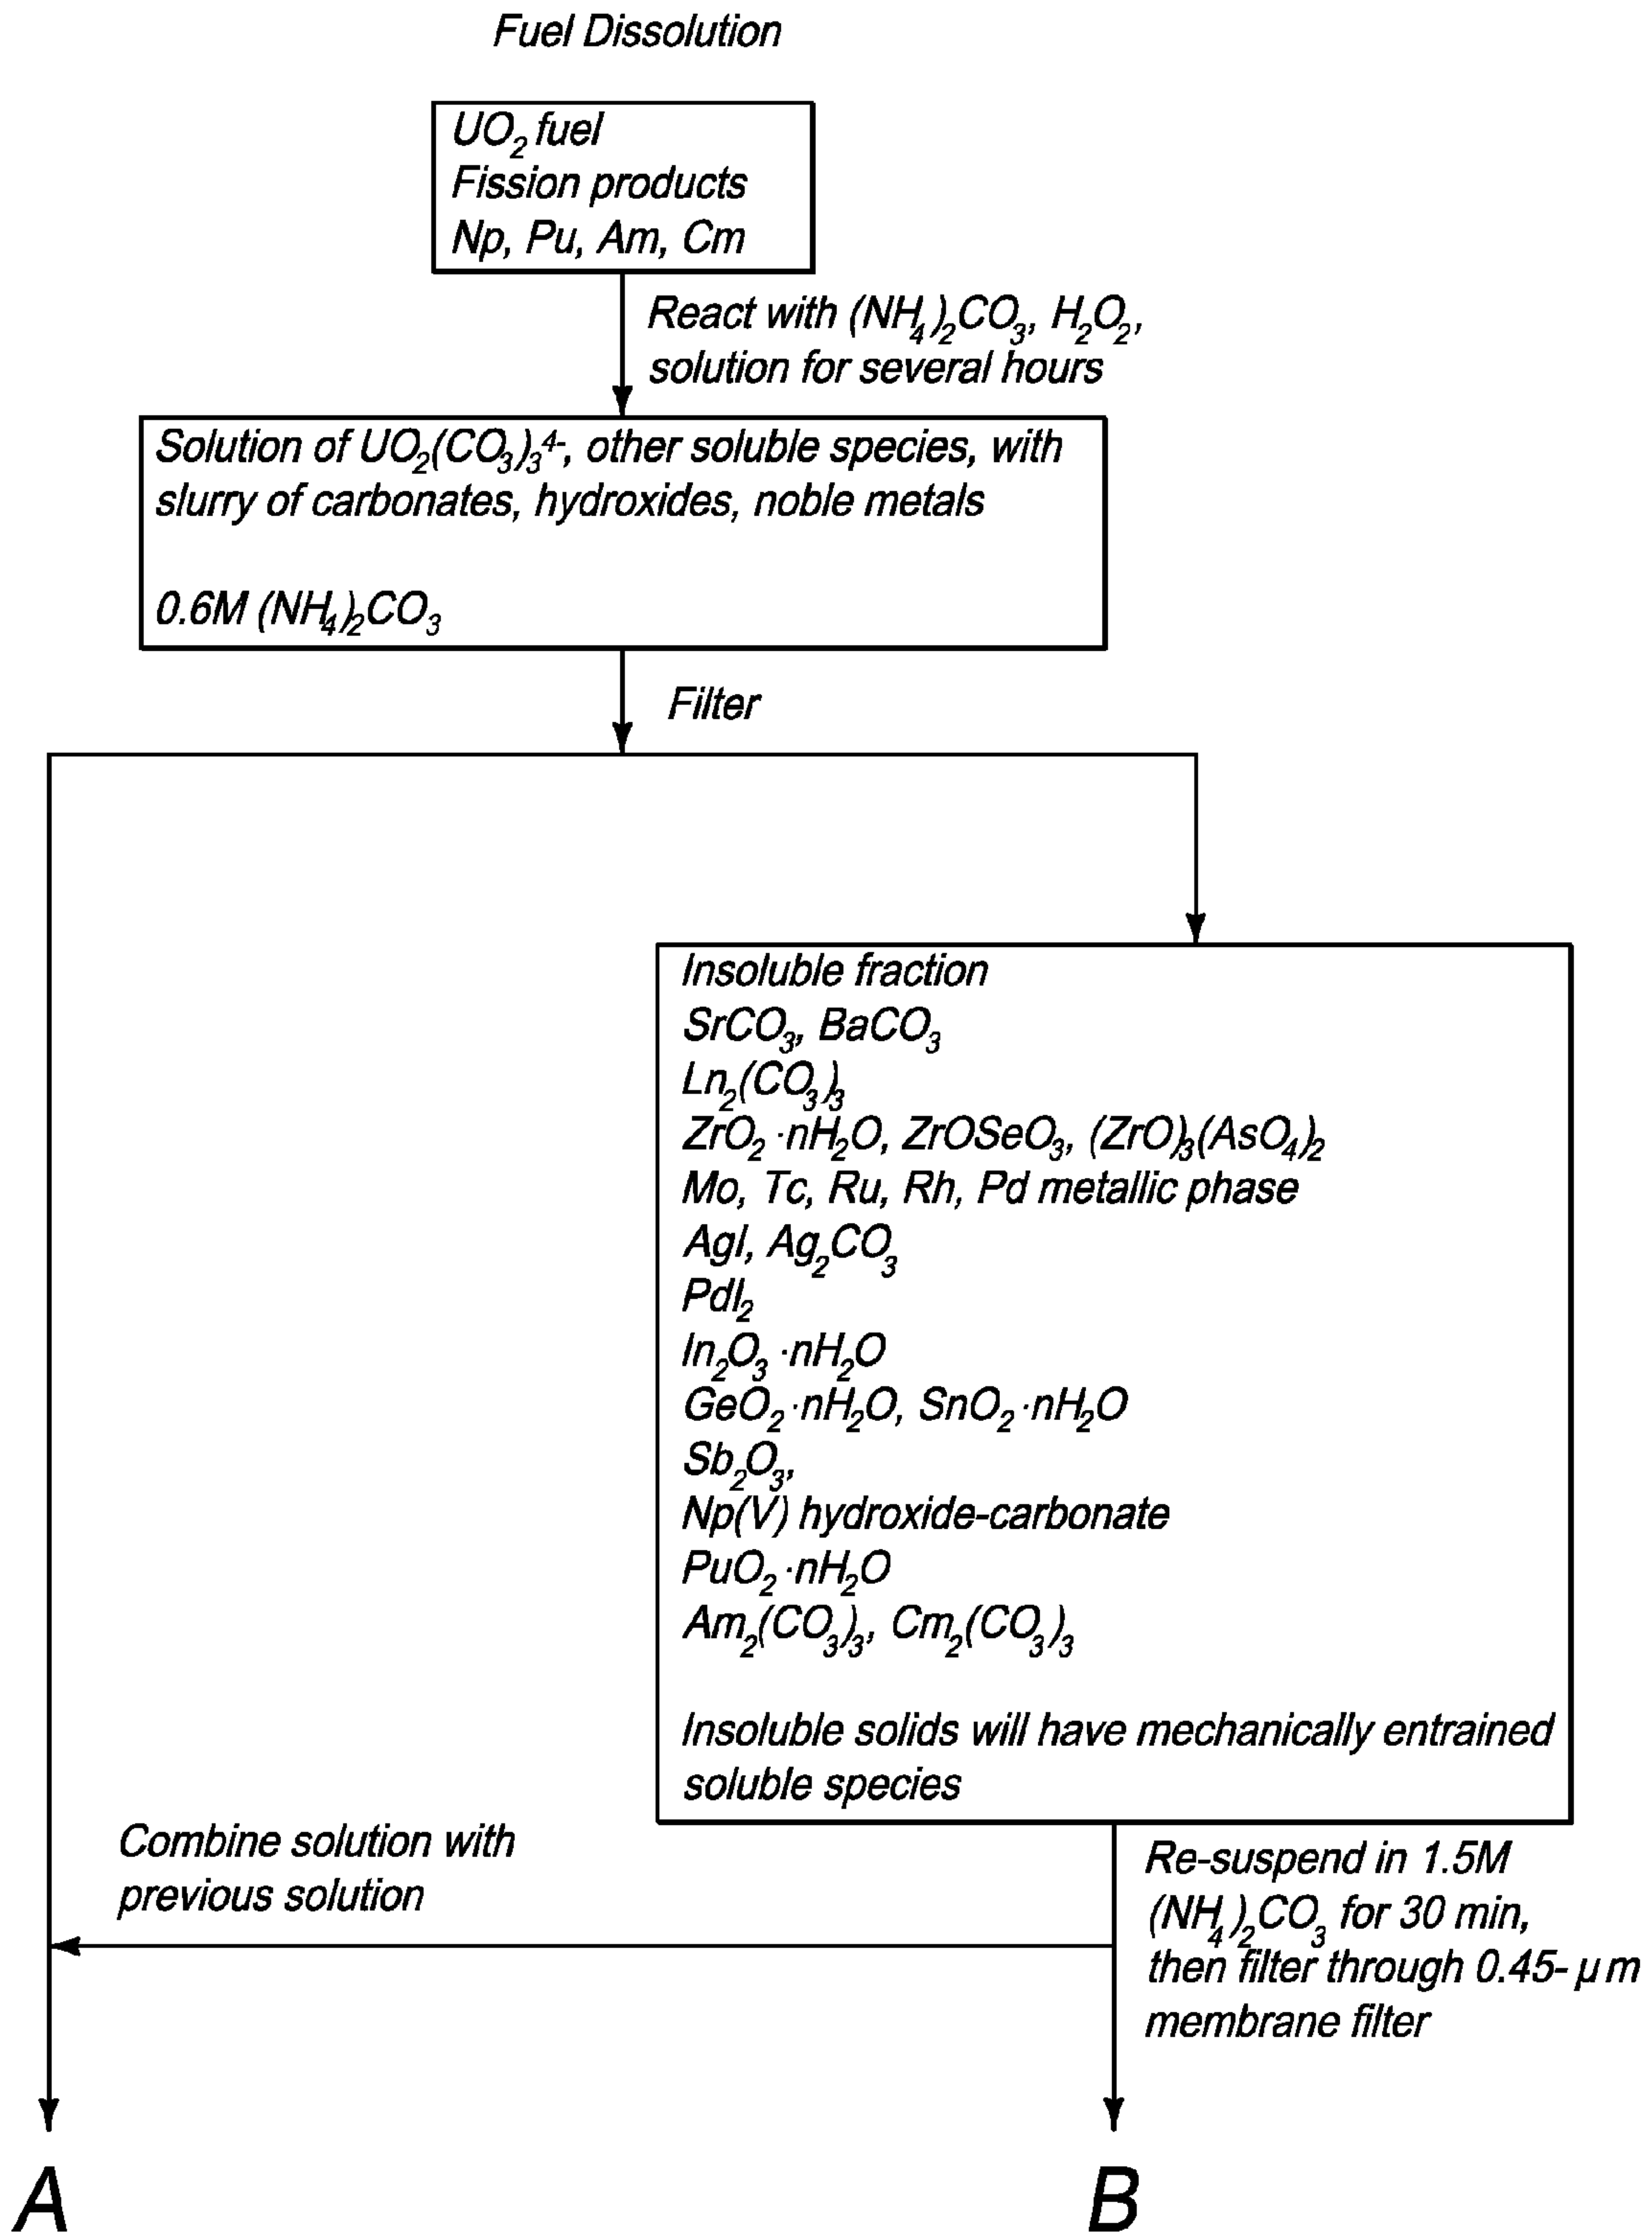 Fuel Dissolution
UO₂ fuel
Fission products
Np, Pu, Am, Cm
React with (NH₄)₂CO₃, H₂O₂,
solution for several hours
Solution of UO₂(CO₃)₃⁴⁻, other soluble species, with
slurry of carbonates, hydroxides, noble metals
0.6M (NH₄)₂CO₃
Filter
Insoluble fraction
SrCO₃, BaCO₃
Ln₂(CO₃)₃
ZrO₂·nH₂O, ZrOSeO₃, (ZrO)₃(AsO₄)₂
Mo, Tc, Ru, Rh, Pd metallic phase
AgI, Ag₂CO₃
PdI₂
In₂O₃·nH₂O
GeO₂·nH₂O, SnO₂·nH₂O
Sb₂O₃,
Np(V) hydroxide-carbonate
PuO₂·nH₂O
Am₂(CO₃)₃, Cm₂(CO₃)₃
Insoluble solids will have mechanically entrained
soluble species
Combine solution with
previous solution
Re-suspend in 1.5M
(NH₄)₂CO₃ for 30 min,
then filter through 0.45-μm
membrane filter
A
B